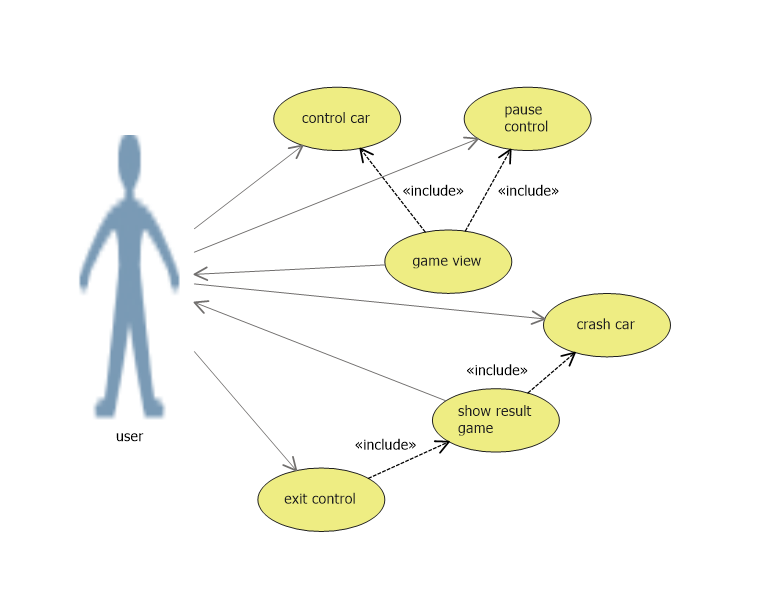 control car
pause
control
«include»
«include»
game view
crash car
«include»
show result
game
user
«include»
exit control